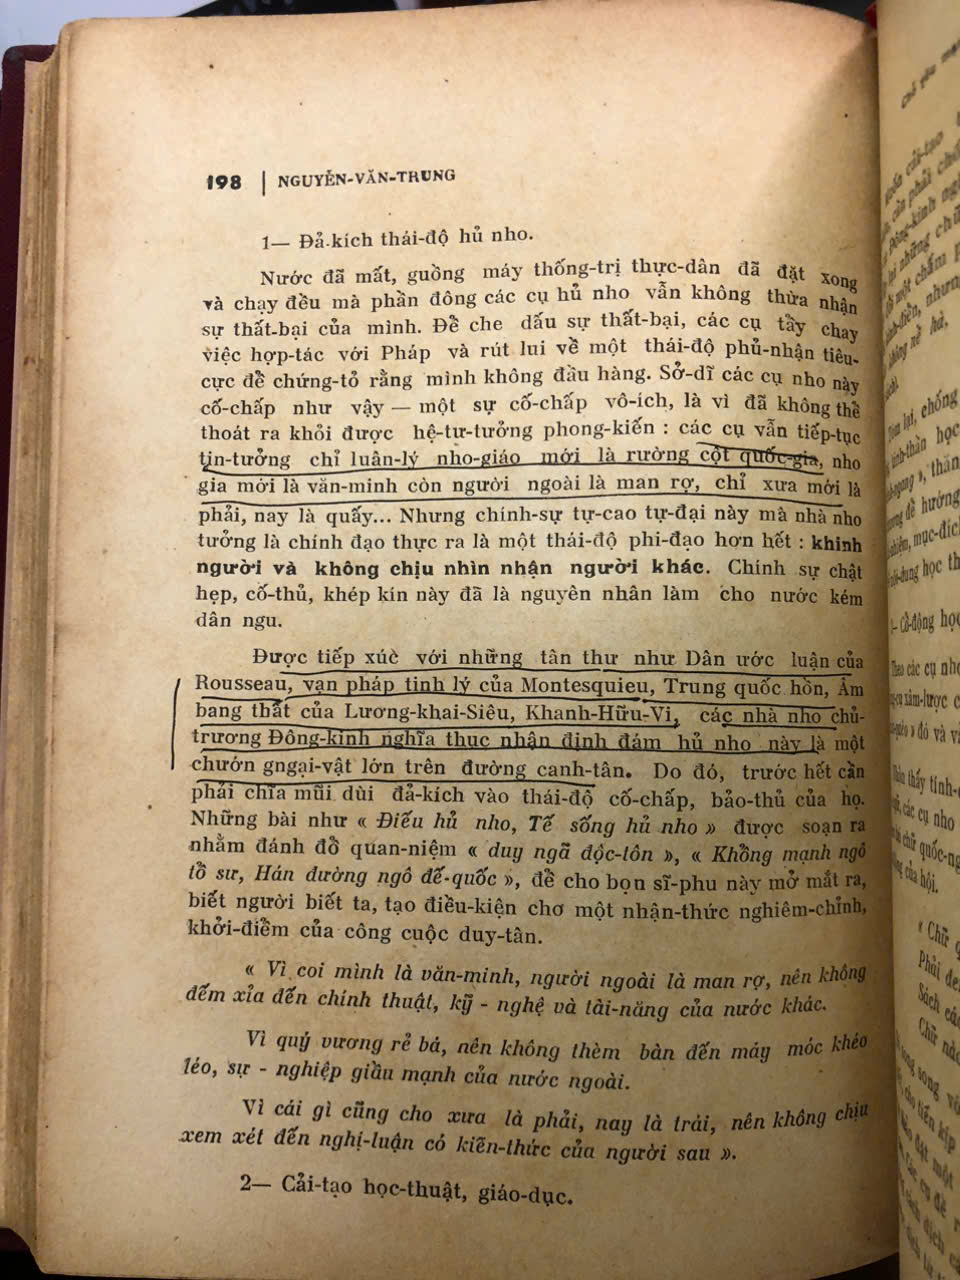 198 | NGUYỄN-VĂN-TRUNG
1— Đả-kích thái-độ hủ nho.
Nước đã mất, guồng máy thống-trị thực-dân đã đặt xong
và chạy đều mà phần đông các cụ hủ nho vẫn không thừa nhận
sự thất-bại của mình. Để che dấu sự thất-bại, các cụ tẩy chay
việc hợp-tác với Pháp và rút lui về một thái-độ phủ-nhận tiêu-
cực để chứng-tỏ rằng mình không đầu hàng. Sở-dĩ các cụ nho này
cố-chấp như vậy — một sự cố-chấp vô-ích, là vì đã không thể
thoát ra khỏi được hệ-tư-tưởng phong-kiến : các cụ vẫn tiếp-tục
tin-tưởng chỉ luân-lý nho-giáo mới là rường cột quốc-gia, nho
gia mới là văn-minh còn người ngoài là man rợ, chỉ xưa mới là
phải, nay là quấy... Nhưng chính-sự tự-cao tự-đại này mà nhà nho
tưởng là chính đạo thực ra là một thái-độ phi-đạo hơn hết : khinh
người và không chịu nhìn nhận người khác. Chính sự chật
hẹp, cố-thủ, khép kín này đã là nguyên nhân làm cho nước kém
dân ngu.
Được tiếp xúc với những tân thư như Dân ước luận của
Rousseau, vạn pháp tinh lý của Montesquieu, Trung quốc hồn, Âm
bang thất của Lương-khai-Siêu, Khanh-Hữu-Vi, các nhà nho chủ-
trương Đông-kinh nghĩa thục nhận định đám hủ nho này là một
chướn gngại-vật lớn trên đường canh-tân. Do đó, trước hết cần
phải chĩa mũi dùi đả-kích vào thái-độ cố-chấp, bảo-thủ của họ.
Những bài như « Điếu hủ nho, Tế sống hủ nho » được soạn ra
nhằm đánh đổ quan-niệm « duy ngã độc-tôn », « Khổng mạnh ngô
tổ sư, Hán đường ngô đế-quốc », để cho bọn sĩ-phu này mở mắt ra,
biết người biết ta, tạo điều-kiện chơ một nhận-thức nghiêm-chỉnh,
khởi-điểm của công cuộc duy-tân.
« Vì coi mình là văn-minh, người ngoài là man rợ, nên không
đếm xỉa đến chính thuật, kỹ - nghệ và tài-năng của nước khác.
Vì quý vương rẻ bá, nên không thèm bàn đến máy móc khéo
léo, sự - nghiệp giầu mạnh của nước ngoài.
Vì cái gì cũng cho xưa là phải, nay là trái, nên không chịu
xem xét đến nghị-luận có kiến-thức của người sau ».
2— Cải-tạo học-thuật, giáo-dục.